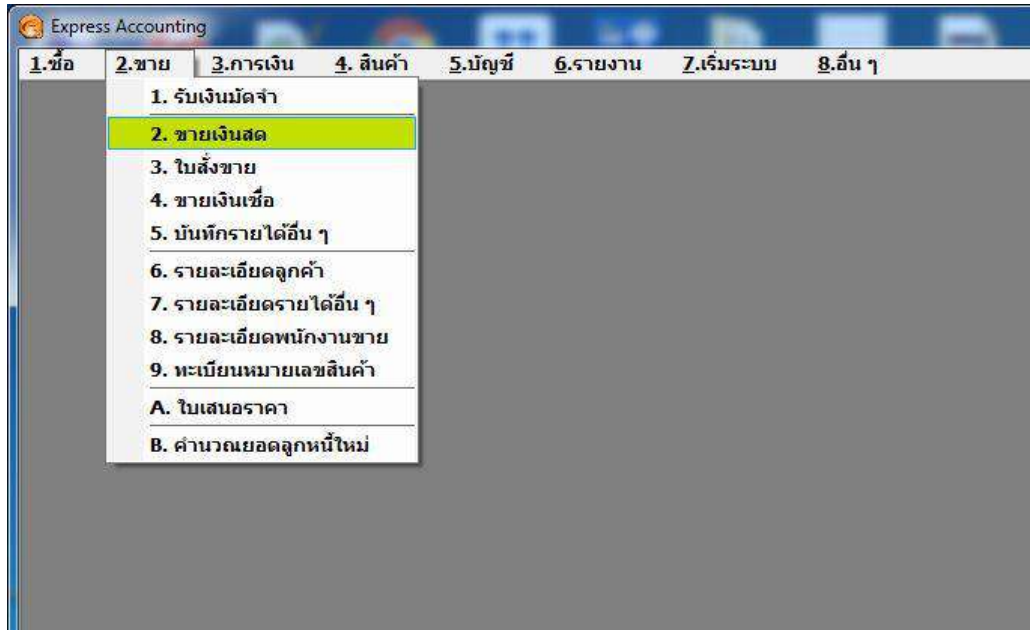 Express Accounting
1.ซื้อ 2.ขาย 3.การเงิน 4. สินค้า 5.บัญชี 6.รายงาน 7.เริ่มระบบ 8.อื่น ๆ
1. รับเงินมัดจำ
2. ขายเงินสด
3. ใบสั่งขาย
4. ขายเงินเชื่อ
5. บันทึกรายได้อื่น ๆ
6. รายละเอียดลูกค้า
7. รายละเอียดรายได้อื่น ๆ
8. รายละเอียดพนักงานขาย
9. ทะเบียนหมายเลขสินค้า
A. ใบเสนอราคา
B. คำนวณยอดลูกหนี้ใหม่